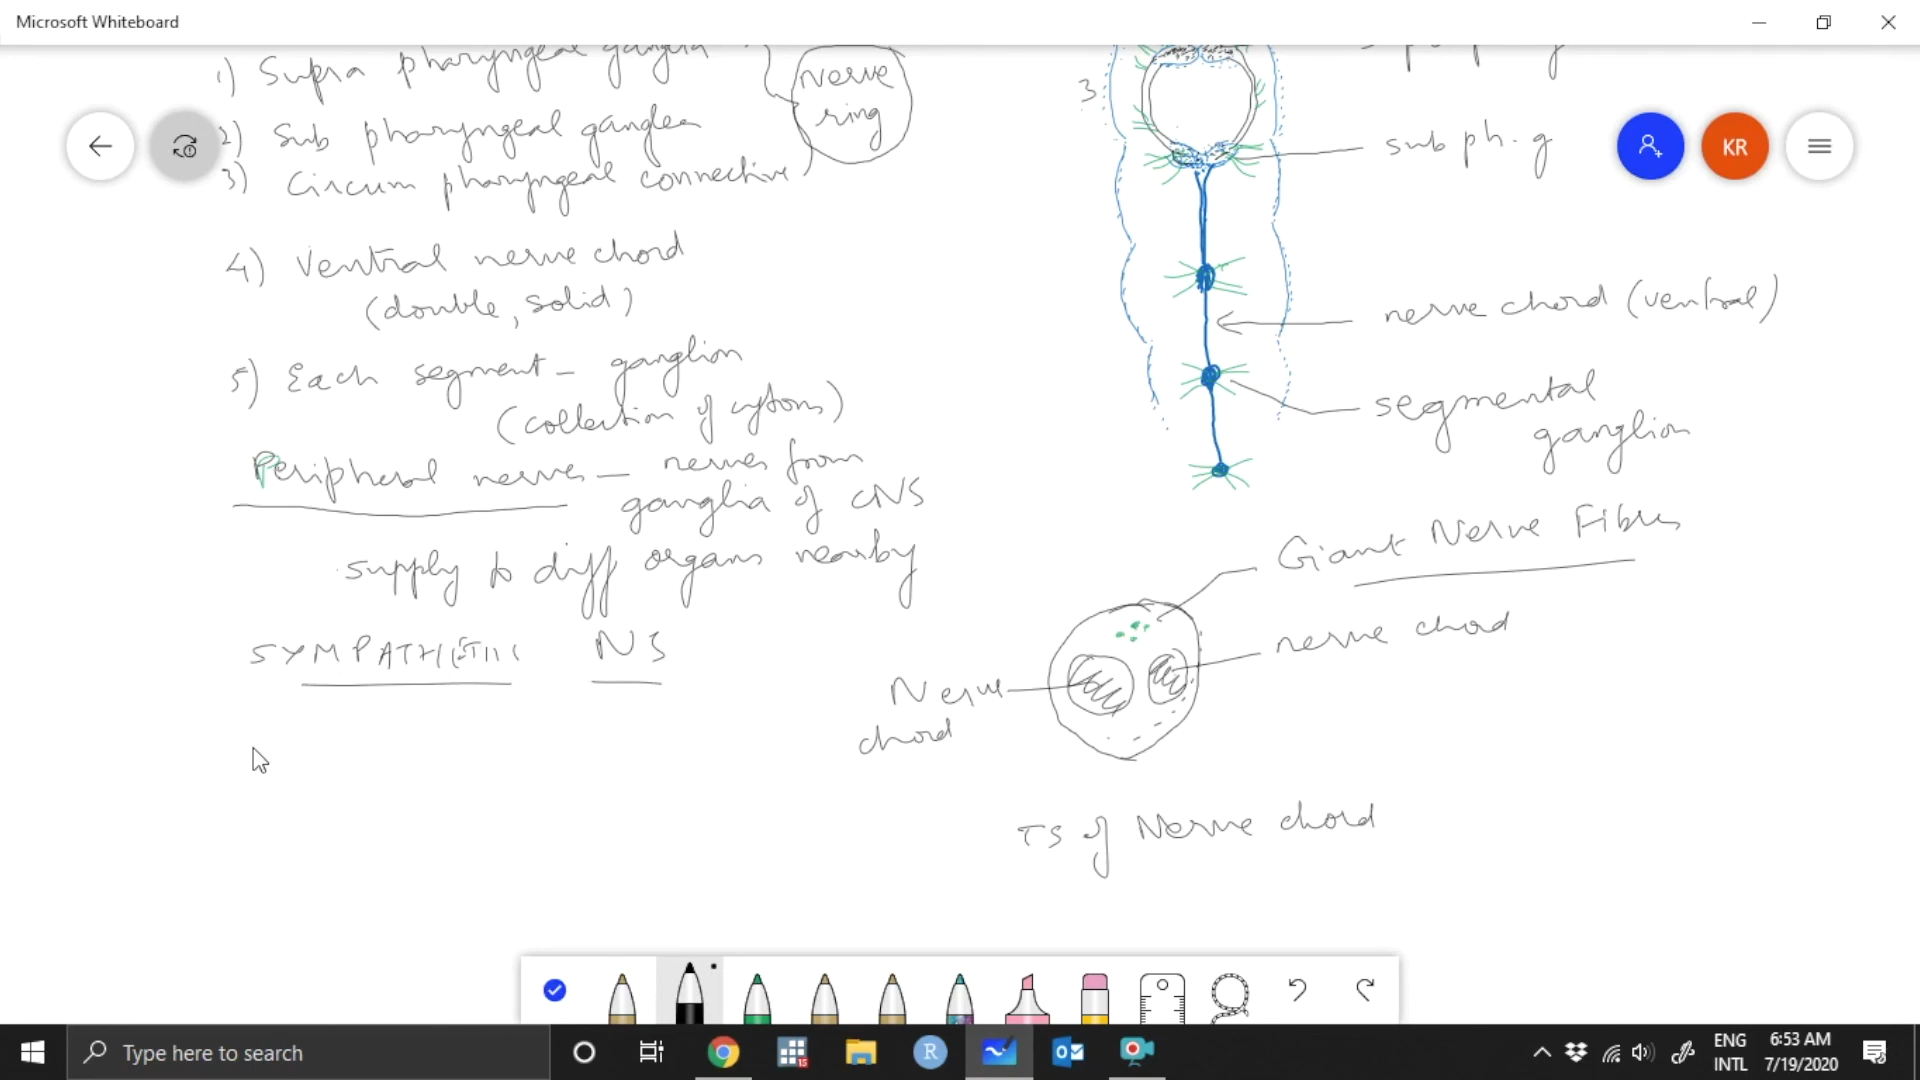 Microsoft Whiteboard
1) Supra pharyngeal ganglia
2) Sub pharyngeal ganglea
3) Circum pharyngeal connective
nerve
ring
4) Ventral nerve chord
(double, solid)
5) Each segment - ganglion
(collection of cytons)
Peripheral nerves - nerves from
ganglia of CNS
supply to diff organs nearby
SYMPATHETIC NS
3
sub ph. g
nerve chord (ventral)
segmental
ganglion
Giant Nerve Fibres
nerve chord
Nerve
chord
TS of Nerve chord
KR
Type here to search
15
R
ENG
INTL
6:53 AM
7/19/2020